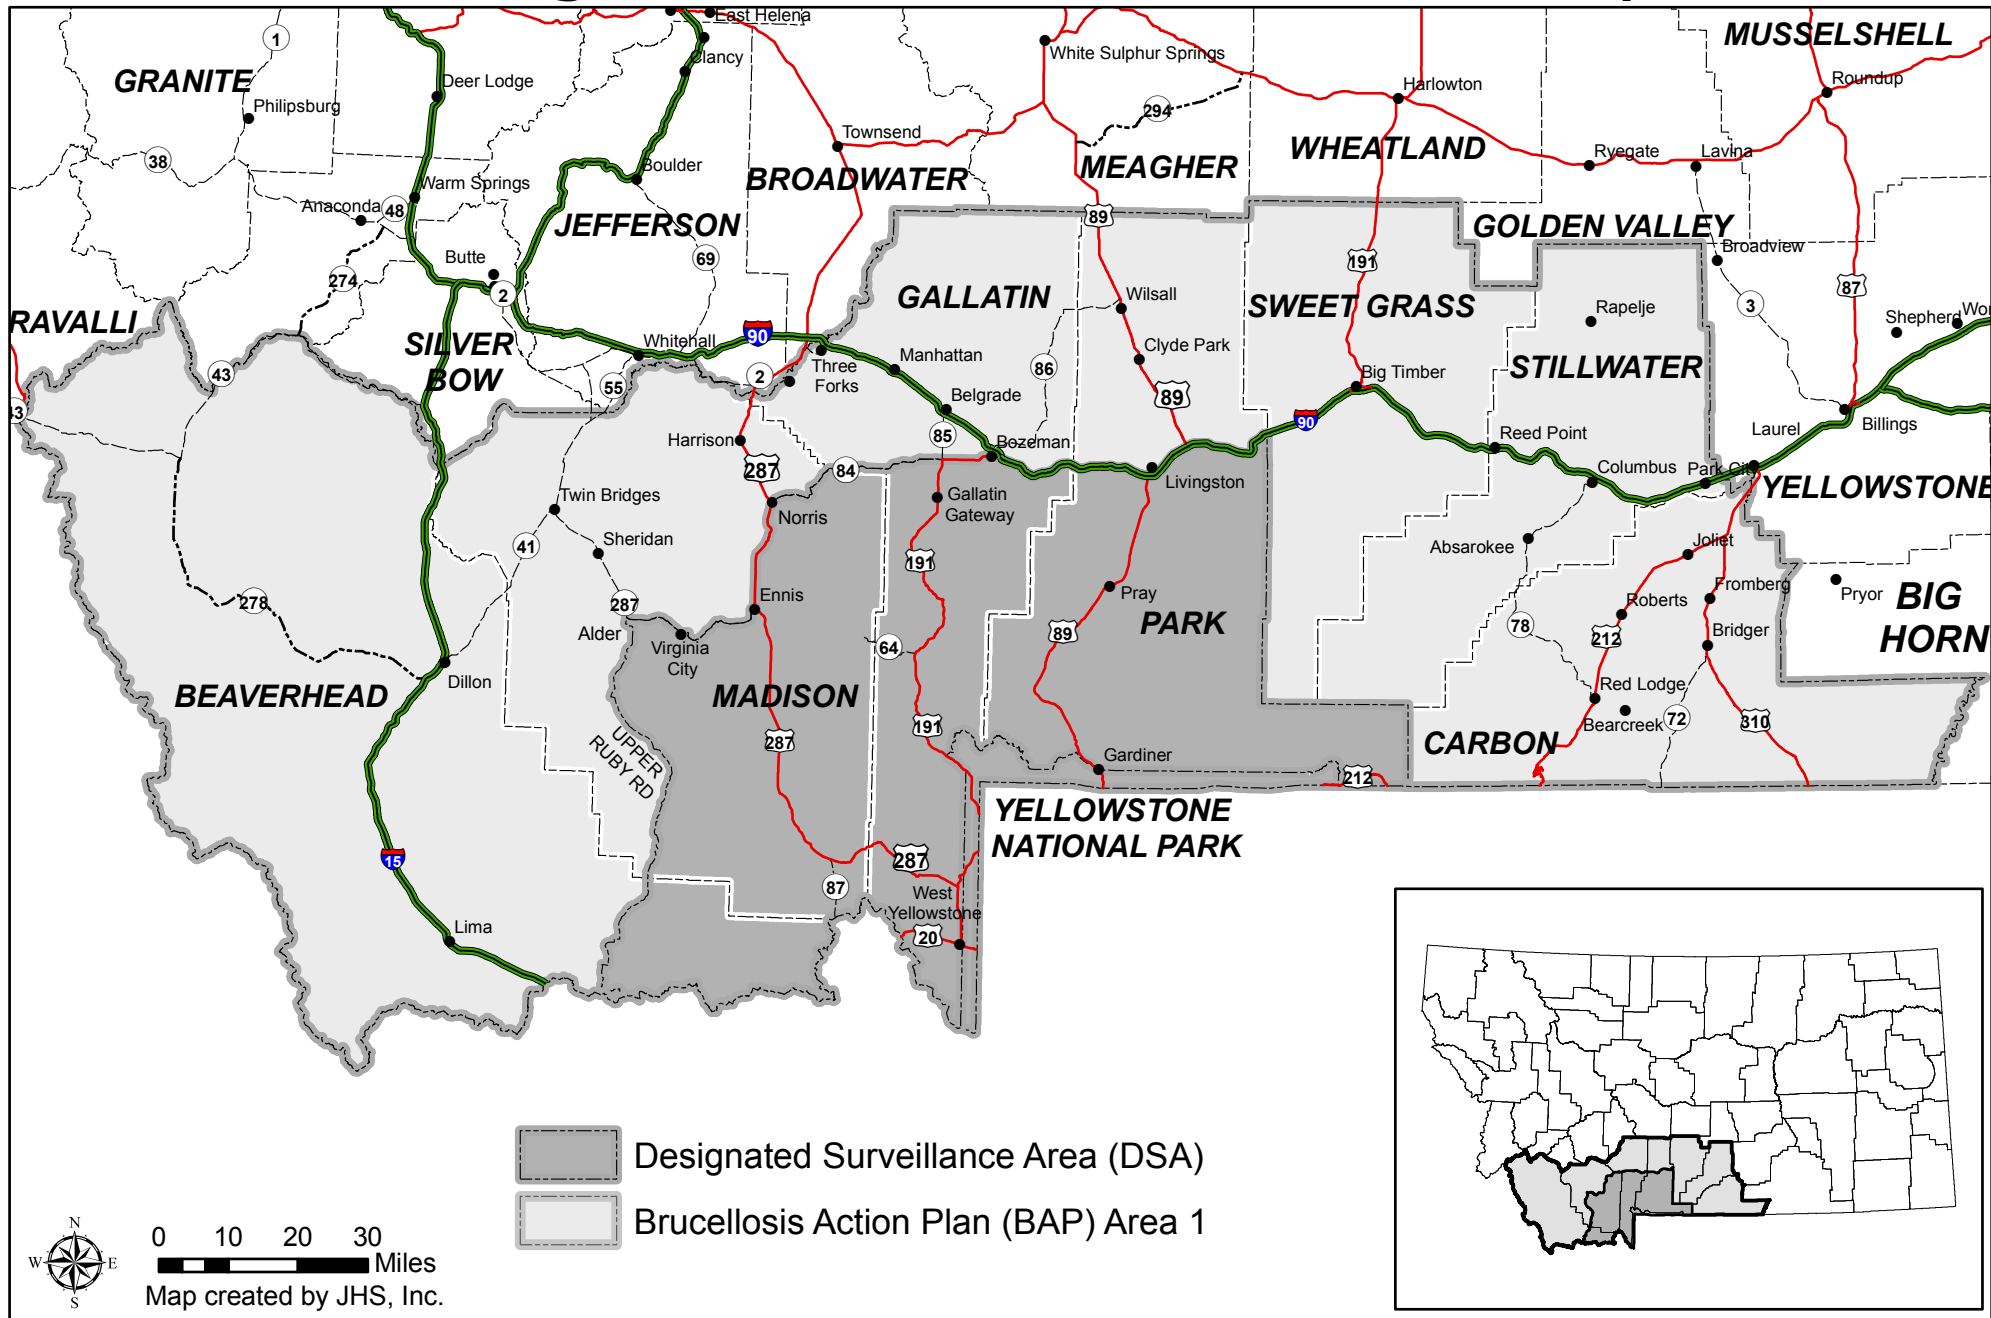 East Helena
1
Clancy
White Sulphur Springs
MUSSELSHELL
GRANITE
Deer Lodge
Harlowton
Roundup
Philipsburg
294
Townsend
38
Boulder
BROADWATER
MEAGHER
WHEATLAND
Ryegate
Lavina
Warm Springs
Anaconda
48
JEFFERSON
89
GOLDEN VALLEY
Broadview
Butte
69
191
274
2
GALLATIN
Wilsall
SWEET GRASS
Rapelje
3
87
RAVALLI
SILVER
BOW
Whitehall
90
Three
Forks
Manhattan
Clyde Park
STILLWATER
Shepherd
Wor
43
55
2
86
Big Timber
Belgrade
89
90
43
Harrison
85
Bozeman
Reed Point
Laurel
Billings
287
84
Livingston
Columbus
Park City
YELLOWSTONE
Twin Bridges
Norris
Gallatin
Gateway
41
Sheridan
191
Absarokee
Joliet
278
287
Ennis
Pray
Fromberg
Pryor
BIG
HORN
Alder
Virginia
City
64
89
PARK
78
Roberts
212
Bridger
BEAVERHEAD
Dillon
MADISON
Red Lodge
UPPER
RUBY RD
287
191
Bearcreek
72
310
CARBON
Gardiner
212
YELLOWSTONE
NATIONAL PARK
15
287
87
West
Yellowstone
20
Lima
Designated Surveillance Area (DSA)
Brucellosis Action Plan (BAP) Area 1
N
W
E
S
0 10 20 30
Miles
Map created by JHS, Inc.